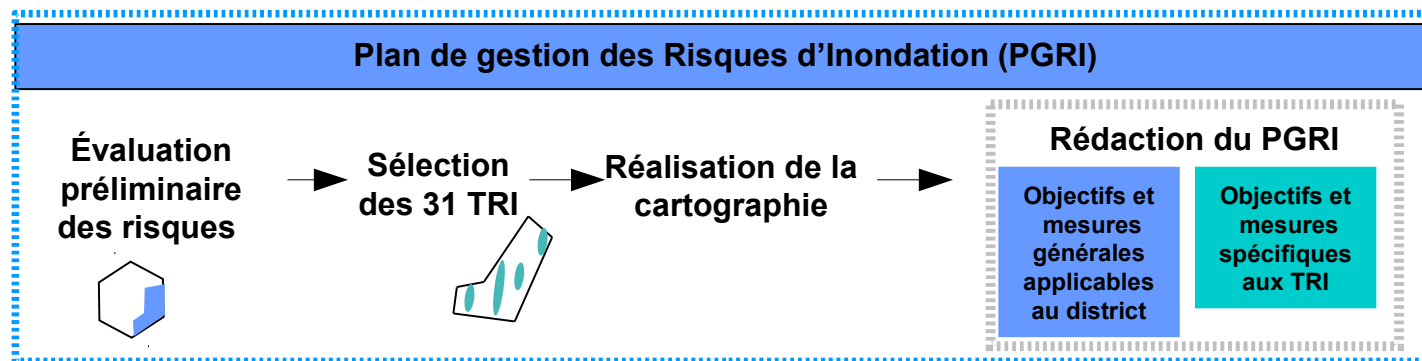 Plan de gestion des Risques d'Inondation (PGRI)
Évaluation
préliminaire
des risques
Sélection
des 31 TRI
Réalisation de la
cartographie
Rédaction du PGRI
Objectifs et
mesures
générales
applicables
au district
Objectifs et
mesures
spécifiques
aux TRI